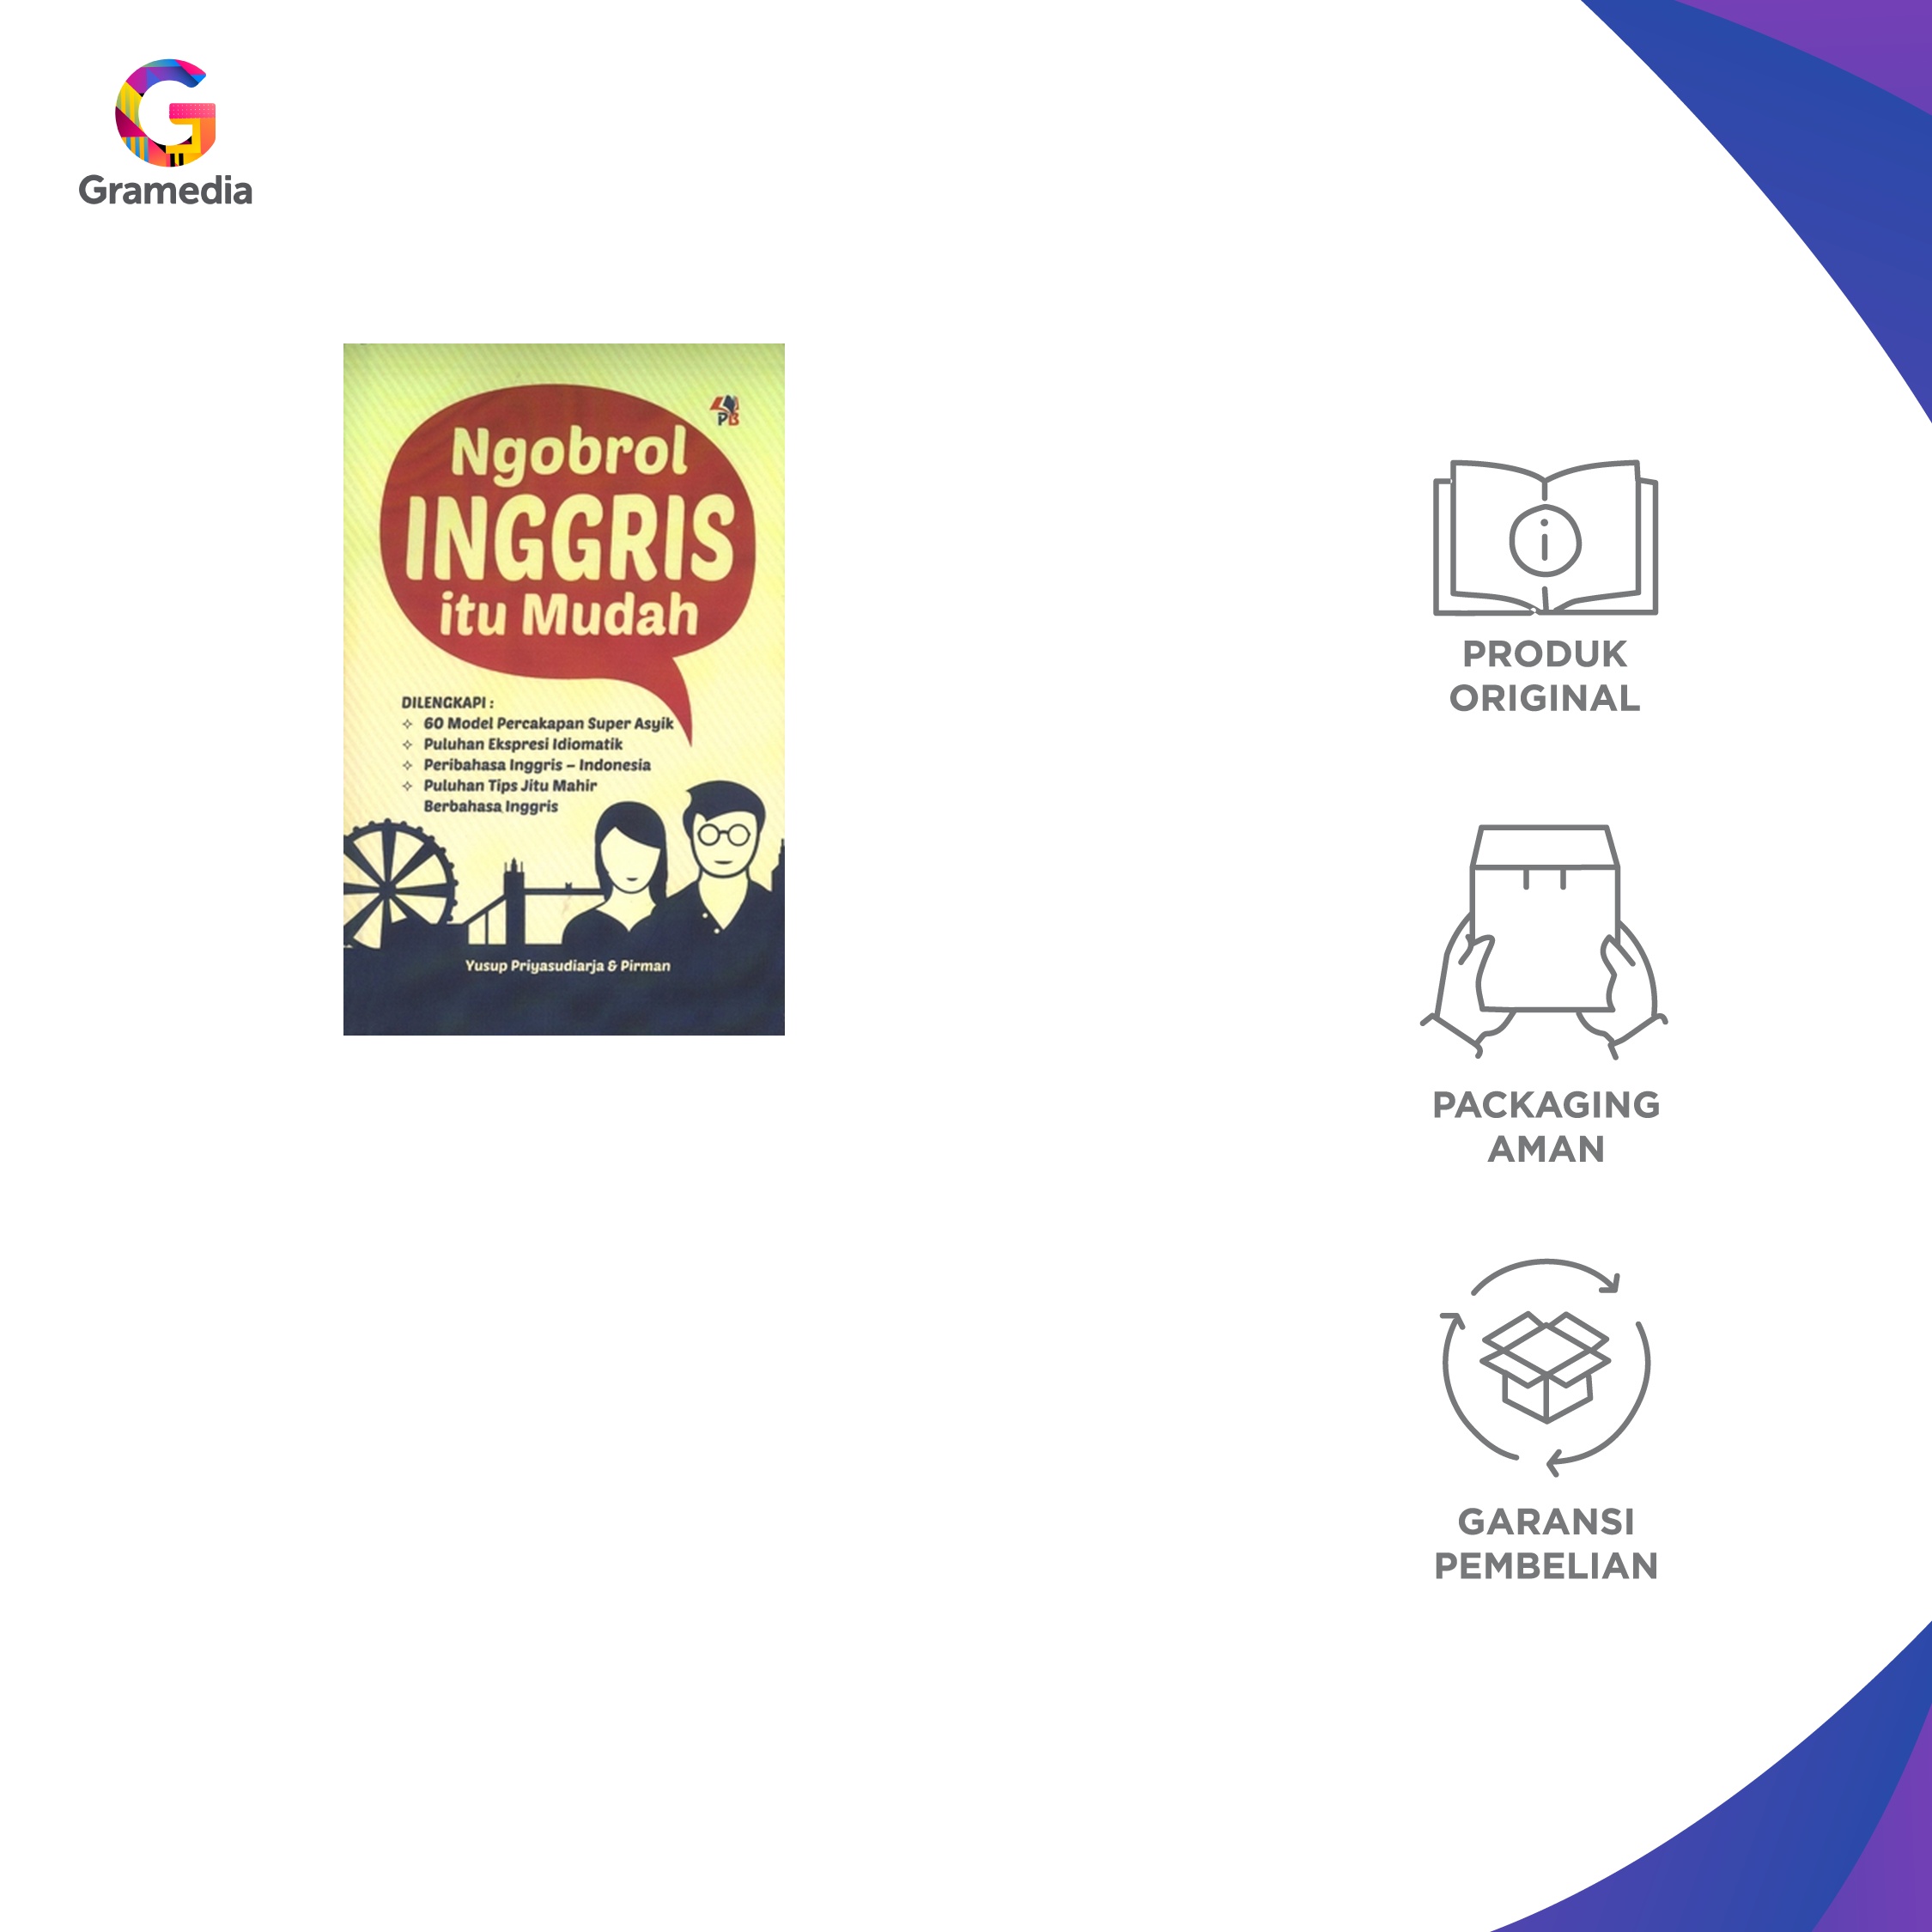 Gramedia
PB
Ngobrol
INGGRIS
itu Mudah
DILENGKAPI :
60 Model Percakapan Super Asyik
Puluhan Ekspresi Idiomatik
Peribahasa Inggris – Indonesia
Puluhan Tips Jitu Mahir
Berbahasa Inggris
Yusup Priyasudiarja & Pirman
PRODUK
ORIGINAL
PACKAGING
AMAN
GARANSI
PEMBELIAN